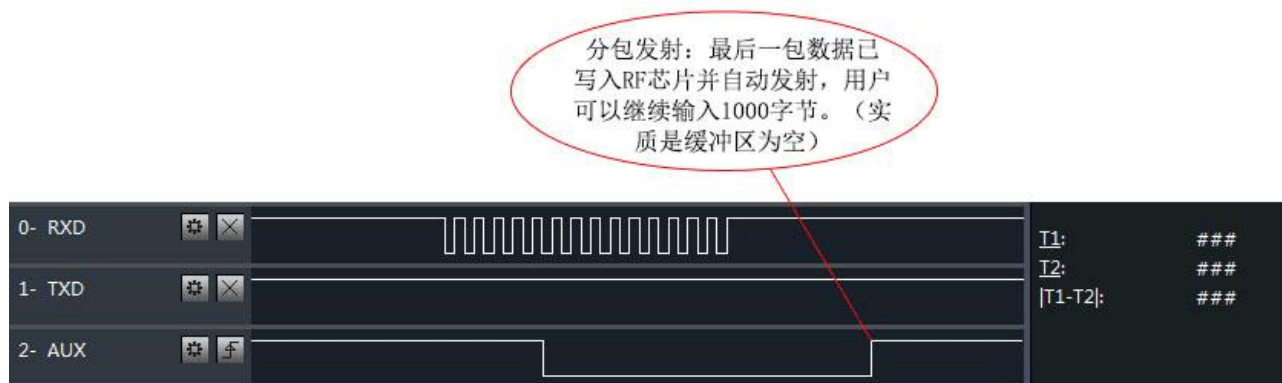 分包发射：最后一包数据已
写入RF芯片并自动发射，用户
可以继续输入1000字节。（实
质是缓冲区为空）
0- RXD
1- TXD
2- AUX
T1: ###
T2: ###
|T1-T2|: ###